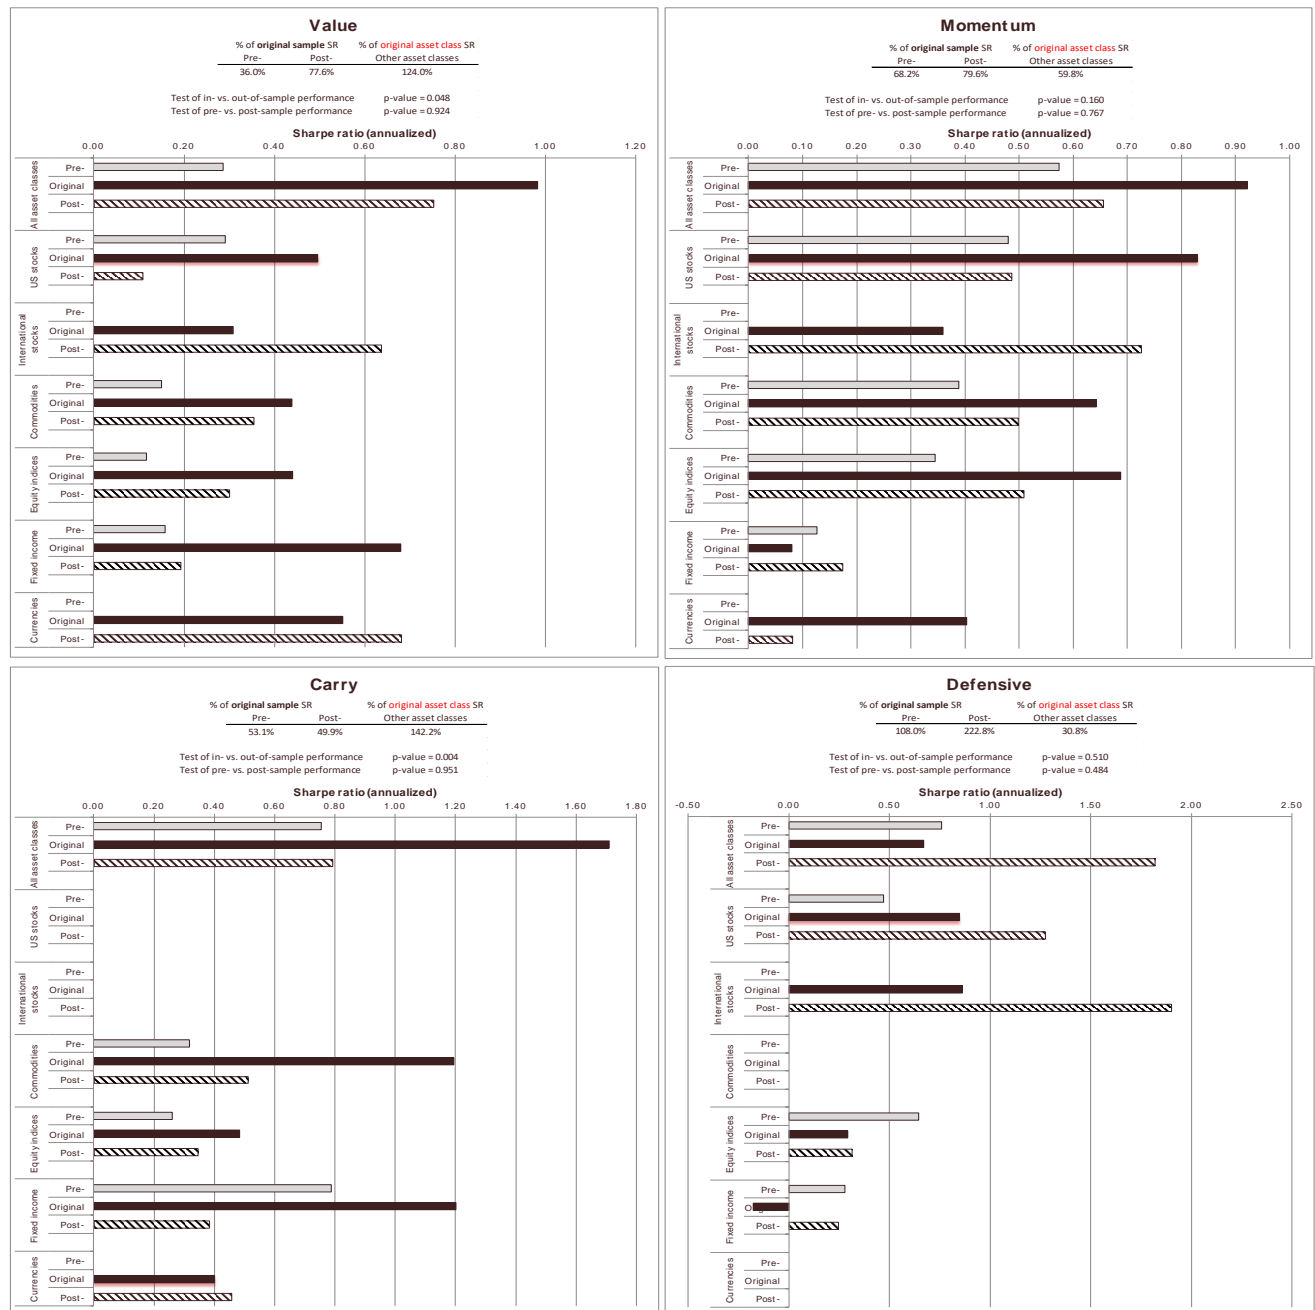 Value
% of original sample SR % of original asset class SR
Pre- Post- Other asset classes
36.0% 77.6% 124.0%
Test of in- vs. out-of-sample performance p-value = 0.048
Test of pre- vs. post-sample performance p-value = 0.924
Sharpe ratio (annualized)
0.00 0.20 0.40 0.60 0.80 1.00 1.20
All asset classes
Pre-
Original
Post-
US stocks
Pre-
Original
Post-
International
stocks
Pre-
Original
Post-
Commodities
Pre-
Original
Post-
Equity indices
Pre-
Original
Post-
Fixed income
Pre-
Original
Post-
Currencies
Pre-
Original
Post-
Momentum
% of original sample SR % of original asset class SR
Pre- Post- Other asset classes
68.2% 79.6% 59.8%
Test of in- vs. out-of-sample performance p-value = 0.160
Test of pre- vs. post-sample performance p-value = 0.767
Sharpe ratio (annualized)
0.00 0.10 0.20 0.30 0.40 0.50 0.60 0.70 0.80 0.90 1.00
All asset classes
Pre-
Original
Post-
US stocks
Pre-
Original
Post-
International
stocks
Pre-
Original
Post-
Commodities
Pre-
Original
Post-
Equity indices
Pre-
Original
Post-
Fixed income
Pre-
Original
Post-
Currencies
Pre-
Original
Post-
Carry
% of original sample SR % of original asset class SR
Pre- Post- Other asset classes
53.1% 49.9% 142.2%
Test of in- vs. out-of-sample performance p-value = 0.004
Test of pre- vs. post-sample performance p-value = 0.951
Sharpe ratio (annualized)
0.00 0.20 0.40 0.60 0.80 1.00 1.20 1.40 1.60 1.80
All asset classes
Pre-
Original
Post-
US stocks
Pre-
Original
Post-
International
stocks
Pre-
Original
Post-
Commodities
Pre-
Original
Post-
Equity indices
Pre-
Original
Post-
Fixed income
Pre-
Original
Post-
Currencies
Pre-
Original
Post-
Defensive
% of original sample SR % of original asset class SR
Pre- Post- Other asset classes
108.0% 222.8% 30.8%
Test of in- vs. out-of-sample performance p-value = 0.510
Test of pre- vs. post-sample performance p-value = 0.484
Sharpe ratio (annualized)
-0.50 0.00 0.50 1.00 1.50 2.00 2.50
All asset classes
Pre-
Original
Post-
US stocks
Pre-
Original
Post-
International
stocks
Pre-
Original
Post-
Commodities
Pre-
Original
Post-
Equity indices
Pre-
Original
Post-
Fixed income
Pre-
Post-
Currencies
Pre-
Original
Post-